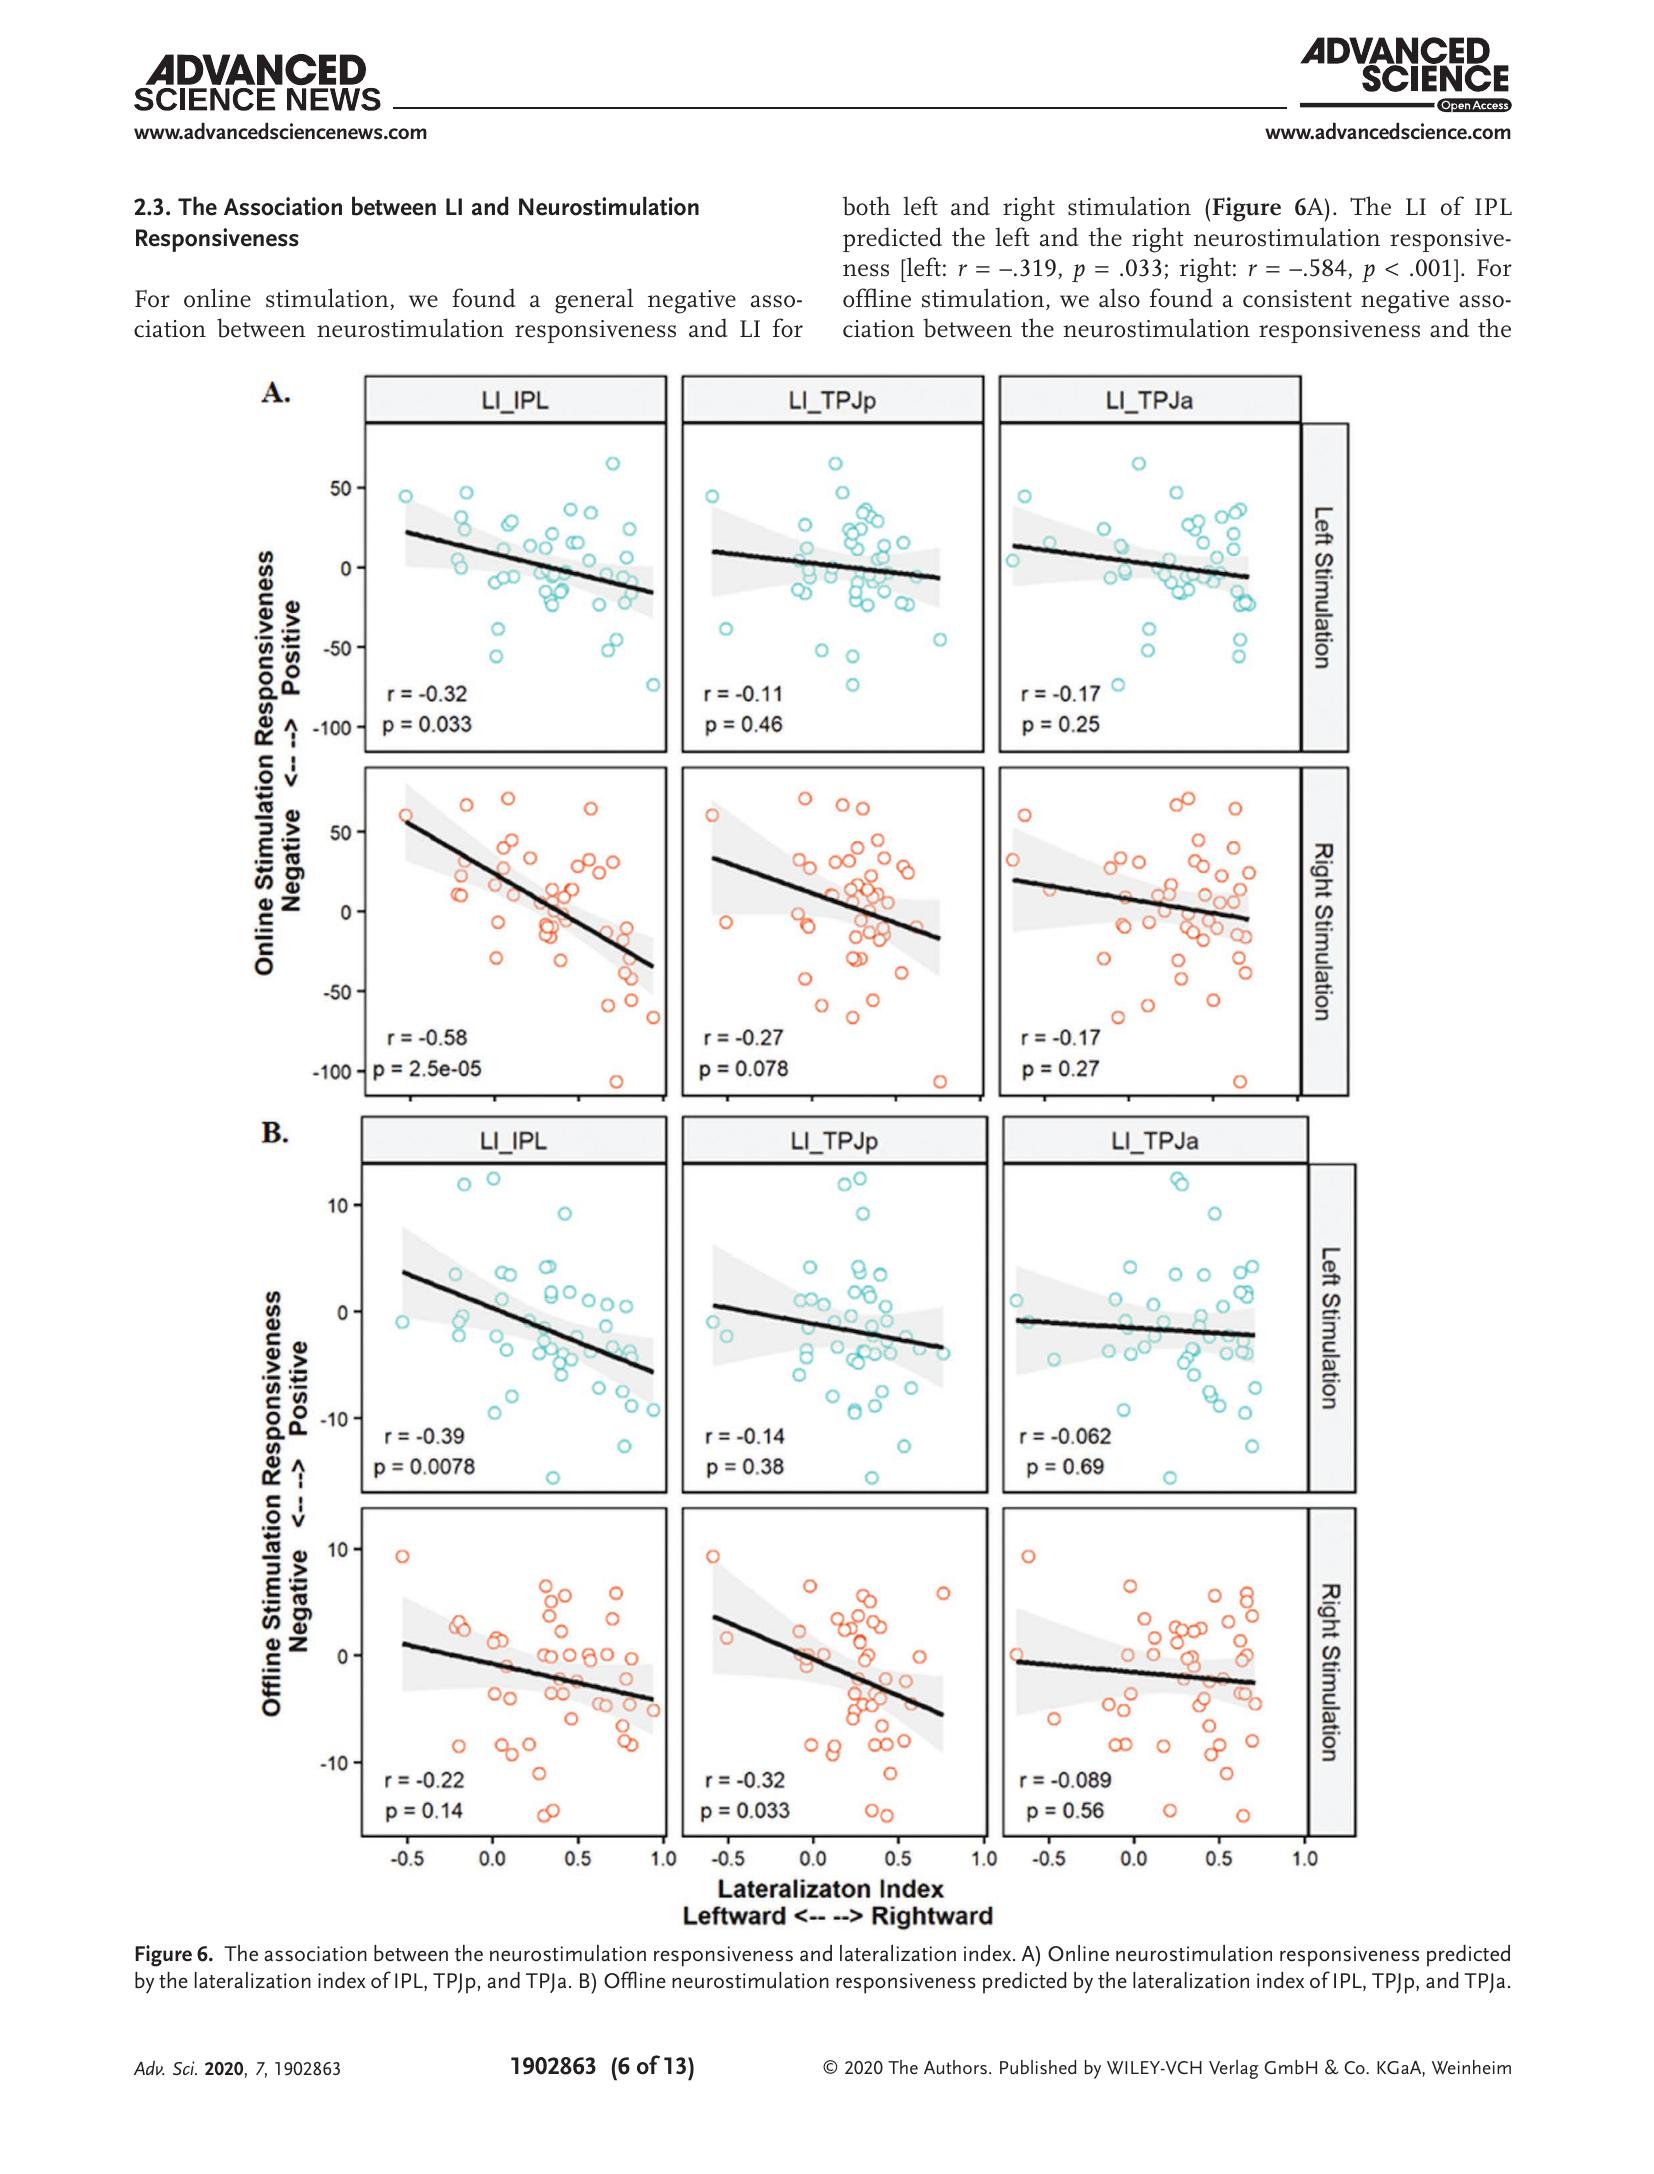 ADVANCED
SCIENCE NEWS
www.advancedsciencenews.com
ADVANCED
SCIENCE
Open Access
www.advancedscience.com
2.3. The Association between LI and Neurostimulation
Responsiveness
For online stimulation, we found a general negative asso-
ciation between neurostimulation responsiveness and LI for
both left and right stimulation (Figure 6A). The LI of IPL
predicted the left and the right neurostimulation responsive-
ness [left: r = –.319, p = .033; right: r = –.584, p < .001]. For
offline stimulation, we also found a consistent negative asso-
ciation between the neurostimulation responsiveness and the
A.
LI_IPL
LI_TPJp
LI_TPJa
Online Stimulation Responsiveness
Negative <-- --> Positive
50
0
-50
-100
r = -0.32
p = 0.033
r = -0.11
p = 0.46
r = -0.17
p = 0.25
Left Stimulation
50
0
-50
-100
r = -0.58
p = 2.5e-05
r = -0.27
p = 0.078
r = -0.17
p = 0.27
Right Stimulation
B.
LI_IPL
LI_TPJp
LI_TPJa
Offline Stimulation Responsiveness
Negative <-- --> Positive
10
0
-10
r = -0.39
p = 0.0078
r = -0.14
p = 0.38
r = -0.062
p = 0.69
Left Stimulation
10
0
-10
r = -0.22
p = 0.14
r = -0.32
p = 0.033
r = -0.089
p = 0.56
Right Stimulation
-0.5 0.0 0.5 1.0 -0.5 0.0 0.5 1.0 -0.5 0.0 0.5 1.0
Lateralizaton Index
Leftward <-- --> Rightward
Figure 6. The association between the neurostimulation responsiveness and lateralization index. A) Online neurostimulation responsiveness predicted
by the lateralization index of IPL, TPJp, and TPJa. B) Offline neurostimulation responsiveness predicted by the lateralization index of IPL, TPJp, and TPJa.
Adv. Sci. 2020, 7, 1902863
1902863 (6 of 13)
© 2020 The Authors. Published by WILEY-VCH Verlag GmbH & Co. KGaA, Weinheim